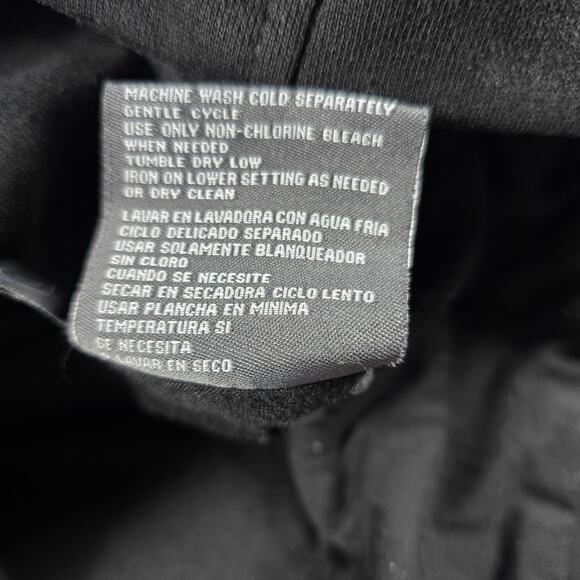 MACHINE WASH COLD SEPARATELY
GENTLE CYCLE
USE ONLY NON-CHLORINE BLEACH
WHEN NEEDED
TUMBLE DRY LOW
IRON ON LOWER SETTING AS NEEDED
OR DRY CLEAN
LAVAR EN LAVADORA CON AGUA FRIA
CICLO DELICADO SEPARADO
USAR SOLAMENTE BLANQUEADOR
SIN CLORO
CUANDO SE NECESITE
SECAR EN SECADORA CICLO LENTO
USAR PLANCHA EN MINIMA
TEMPERATURA SI
SE NECESITA
LAVAR EN SECO